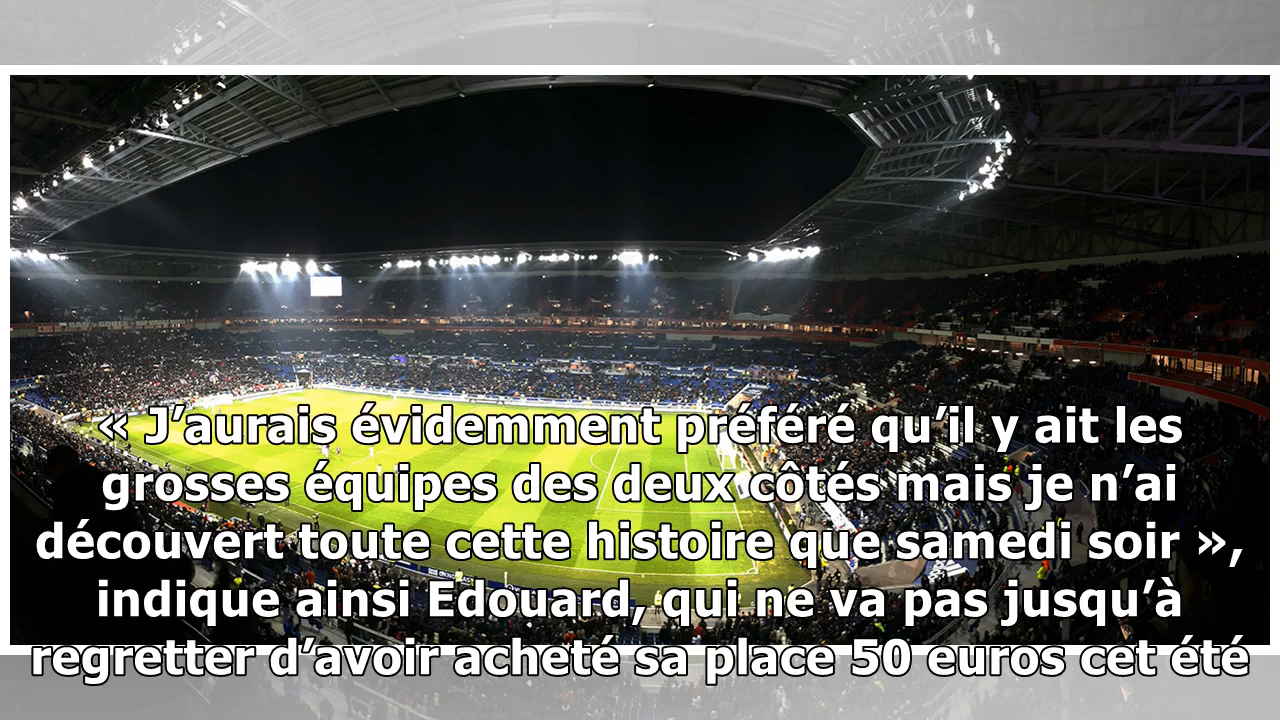 « J’aurais évidemment préféré qu’il y ait les
grosses équipes des deux côtés mais je n’ai
découvert toute cette histoire que samedi soir »,
indique ainsi Edouard, qui ne va pas jusqu’à
regretter d’avoir acheté sa place 50 euros cet été